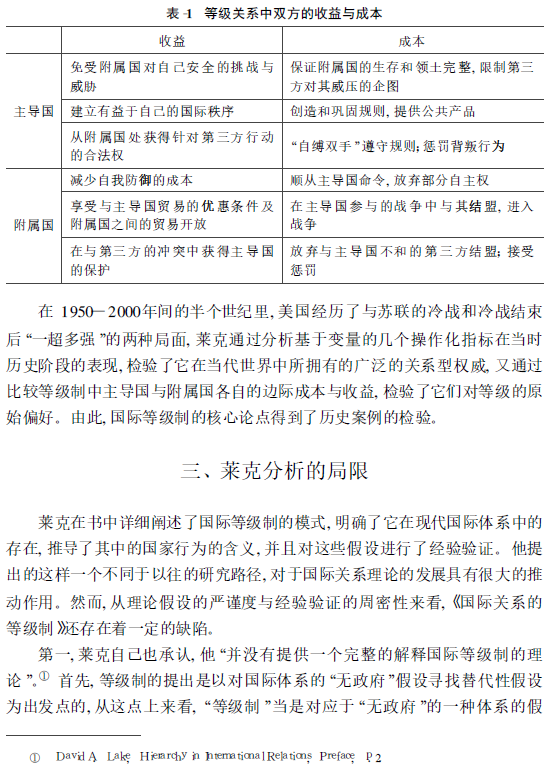 表-1 等级关系中双方的收益与成本
收益 成本
主导国
免受附属国对自己安全的挑战与
威胁
保证附属国的生存和领土完整,限制第三
方对其威压的企图
建立有益于自己的国际秩序
创造和巩固规则,提供公共产品
从附属国处获得针对第三方行动
的合法权
“自缚双手”遵守规则;惩罚背叛行为
附属国
减少自我防御的成本
顺从主导国命令,放弃部分自主权
享受与主导国贸易的优惠条件及
附属国之间的贸易开放
在主导国参与的战争中与其结盟,进入
战争
在与第三方的冲突中获得主导国
的保护
放弃与主导国不和的第三方结盟;接受
惩罚
在 1950—2000年间的半个世纪里,美国经历了与苏联的冷战和冷战结束
后“一超多强”的两种局面,莱克通过分析基于变量的几个操作化指标在当时
历史阶段的表现,检验了它在当代世界中所拥有的广泛的关系型权威,又通过
比较等级制中主导国与附属国各自的边际成本与收益,检验了它们对等级的原
始偏好。由此,国际等级制的核心论点得到了历史案例的检验。
三、莱克分析的局限
莱克在书中详细阐述了国际等级制的模式,明确了它在现代国际体系中的
存在,推导了其中的国家行为的含义,并且对这些假设进行了经验验证。他提
出的这样一个不同于以往的研究路径,对于国际关系理论的发展具有很大的推
动作用。然而,从理论假设的严谨度与经验验证的周密性来看,《国际关系的
等级制》还存在着一定的缺陷。
第一,莱克自己也承认,他“并没有提供一个完整的解释国际等级制的理
论”。① 首先,等级制的提出是以对国际体系的“无政府”假设寻找替代性假设
为出发点的,从这点上来看,“等级制”当是对应于“无政府”的一种体系的假
① David A. Lake, Hierarchy in International Relations, Preface, p. 2